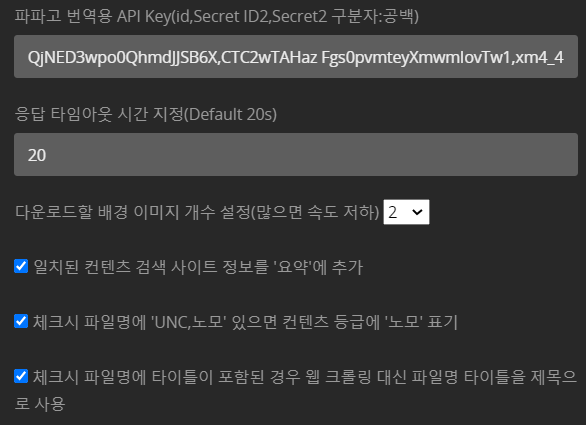 파파고 번역용 API Key(id,Secret ID2,Secret2 구분자:공백)
QjNED3wpo0QhmdJJSB6X,CTC2wTAHaz Fgs0pvmteyXmwmIovTw1,xm4_4
응답 타임아웃 시간 지정(Default 20s)
20
다운로드할 배경 이미지 개수 설정(많으면 속도 저하) 2
일치된 컨텐츠 검색 사이트 정보를 '요약'에 추가
체크시 파일명에 'UNC,노모' 있으면 컨텐츠 등급에 '노모' 표기
체크시 파일명에 타이틀이 포함된 경우 웹 크롤링 대신 파일명 타이틀을 제목으
로 사용